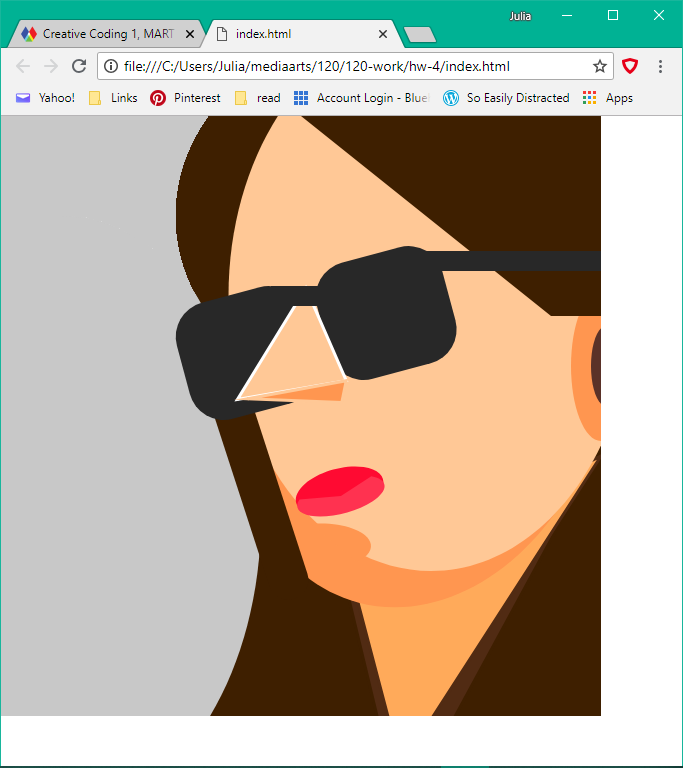 Julia
Creative Coding 1, MART
index.html
file:///C:/Users/Julia/mediaarts/120/120-work/hw-4/index.html
Yahoo! Links Pinterest read Account Login - Blue So Easily Distracted Apps